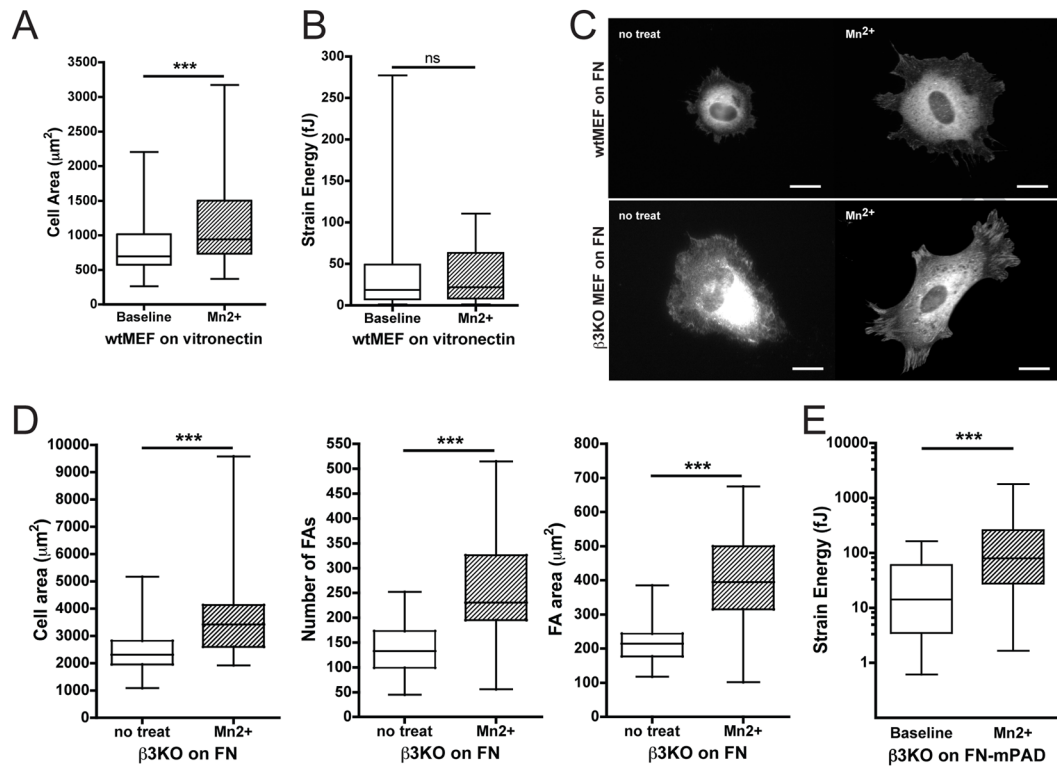 A
Cell Area (μm²)
3500
3000
2500
2000
1500
1000
500
0
***
Baseline
Mn2+
wtMEF on vitronectin
B
Strain Energy (fJ)
300
250
200
150
100
50
0
ns
Baseline
Mn2+
wtMEF on vitronectin
C
wtMEF on FN
no treat
Mn²⁺
β3KO MEF on FN
no treat
Mn²⁺
D
Cell area (μm²)
10000
9000
8000
7000
6000
5000
4000
3000
2000
1000
0
***
no treat
Mn2+
β3KO on FN
Number of FAs
550
500
450
400
350
300
250
200
150
100
50
0
***
no treat
Mn2+
β3KO on FN
FA area (μm²)
800
700
600
500
400
300
200
100
0
***
no treat
Mn2+
β3KO on FN
E
Strain Energy (fJ)
10000
1000
100
10
1
***
Baseline
Mn2+
β3KO on FN-mPAD